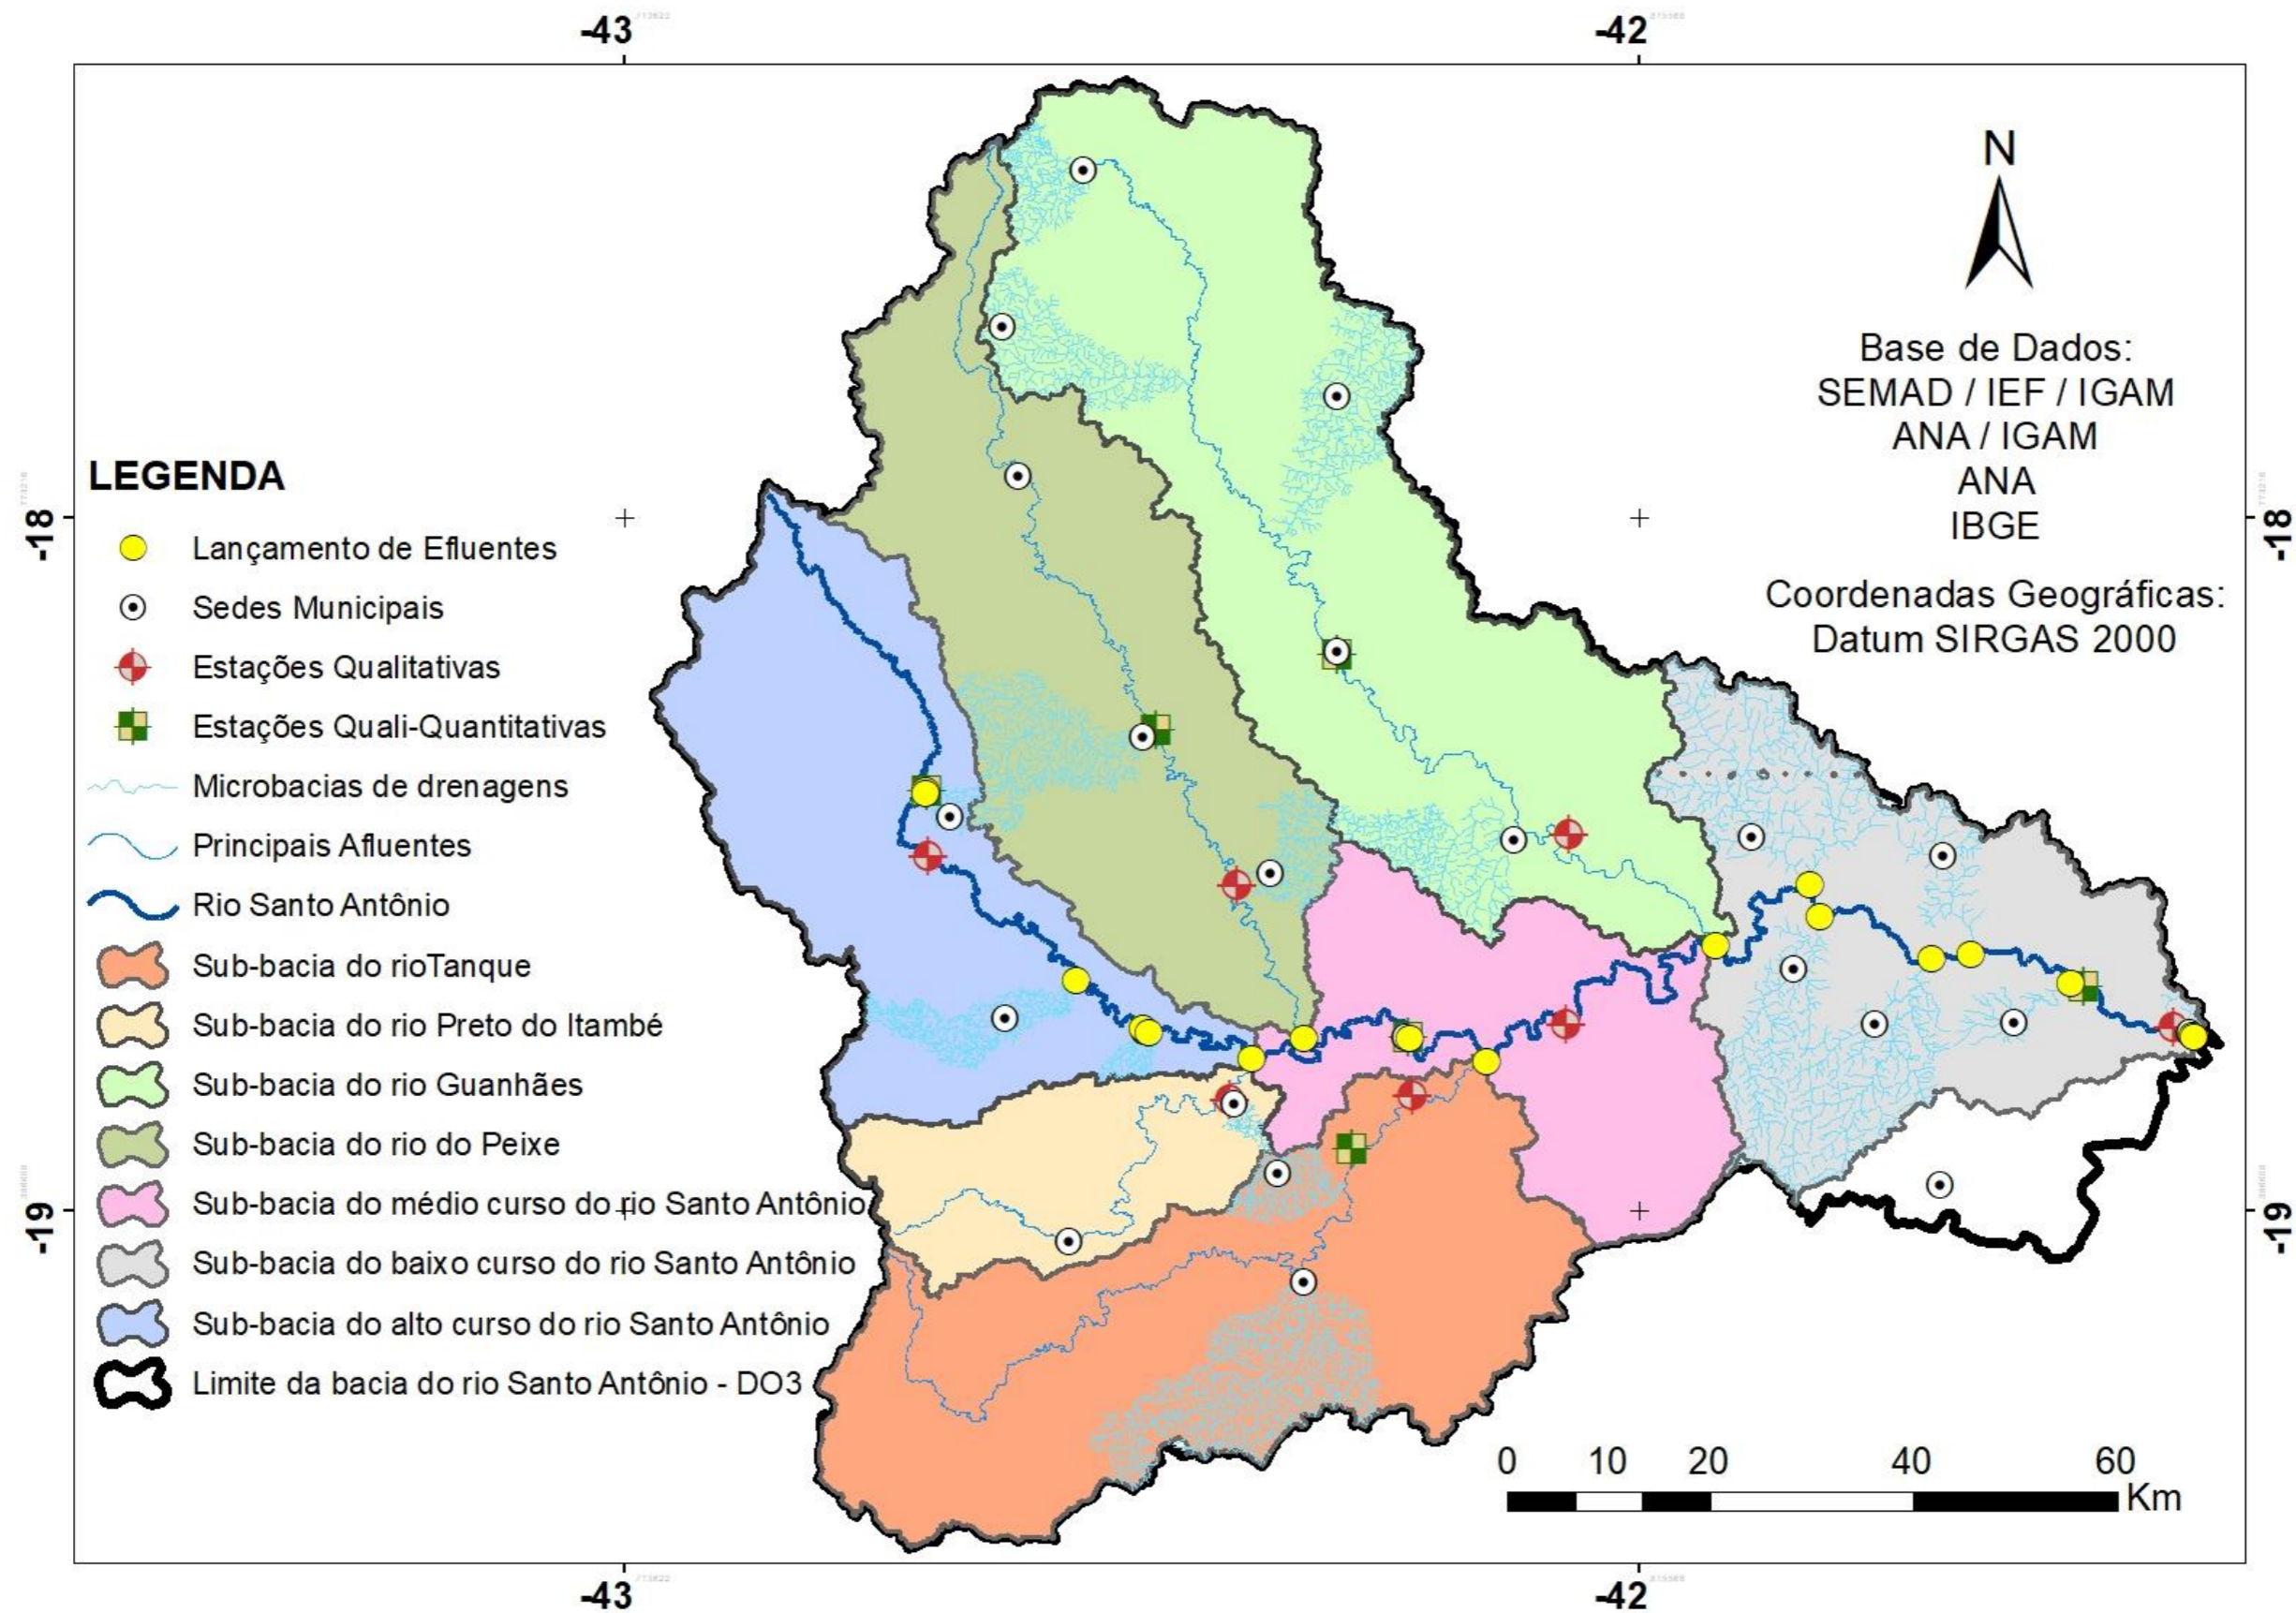 -43
-42
N
Base de Dados:
SEMAD / IEF / IGAM
ANA / IGAM
ANA
IBGE
Coordenadas Geográficas:
Datum SIRGAS 2000
-18
-18
LEGENDA
Lançamento de Efluentes
Sedes Municipais
Estações Qualitativas
Estações Quali-Quantitativas
Microbacias de drenagens
Principais Afluentes
Rio Santo Antônio
Sub-bacia do rioTanque
Sub-bacia do rio Preto do Itambé
Sub-bacia do rio Guanhães
Sub-bacia do rio do Peixe
Sub-bacia do médio curso do rio Santo Antônio
Sub-bacia do baixo curso do rio Santo Antônio
Sub-bacia do alto curso do rio Santo Antônio
Limite da bacia do rio Santo Antônio - DO3
-19
-19
0 10 20 40 60
Km
-43
-42